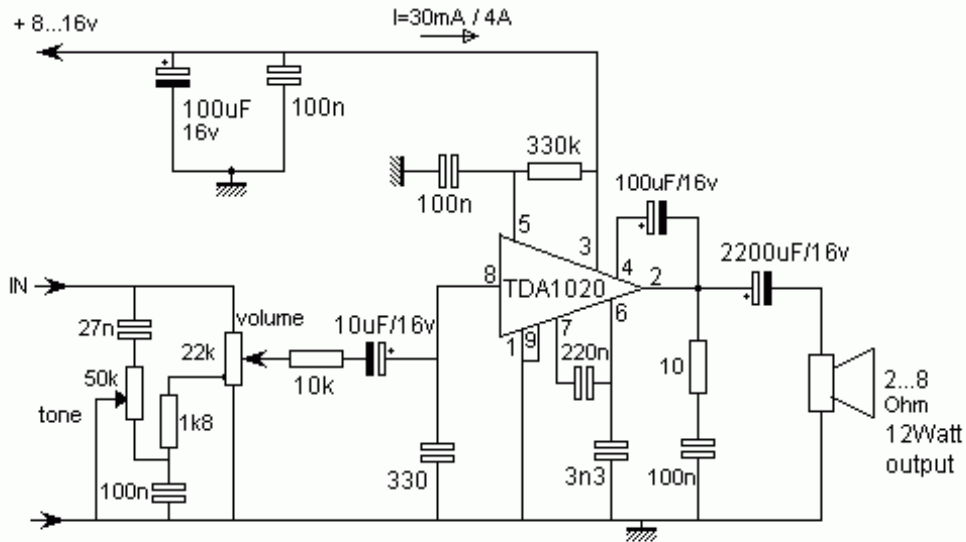 + 8...16v
I=30mA / 4A
100uF
16v
100n
330k
100n
100uF/16v
5
3
4
2
2200uF/16v
IN
8
TDA1020
6
27n
volume
10uF/16v
1
9
7
220n
22k
10k
10
50k
tone
1k8
2...8
Ohm
12Watt
output
100n
330
3n3
100n